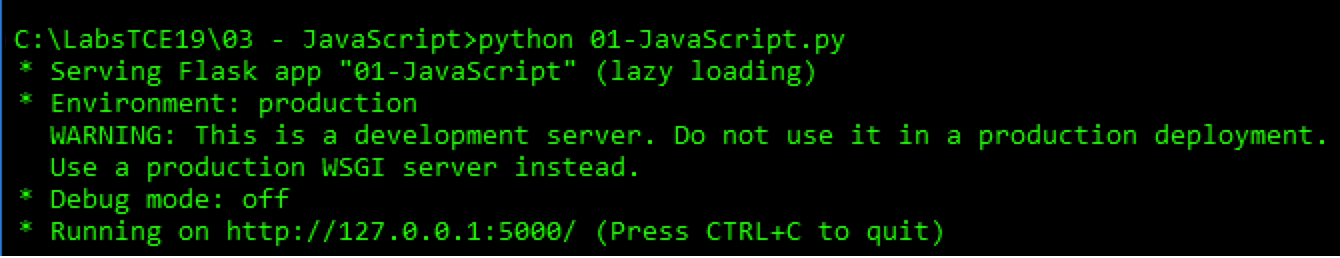 C:\LabsTCE19\03 - JavaScript>python 01-JavaScript.py
* Serving Flask app "01-JavaScript" (lazy loading)
* Environment: production
WARNING: This is a development server. Do not use it in a production deployment.
Use a production WSGI server instead.
* Debug mode: off
* Running on http://127.0.0.1:5000/ (Press CTRL+C to quit)